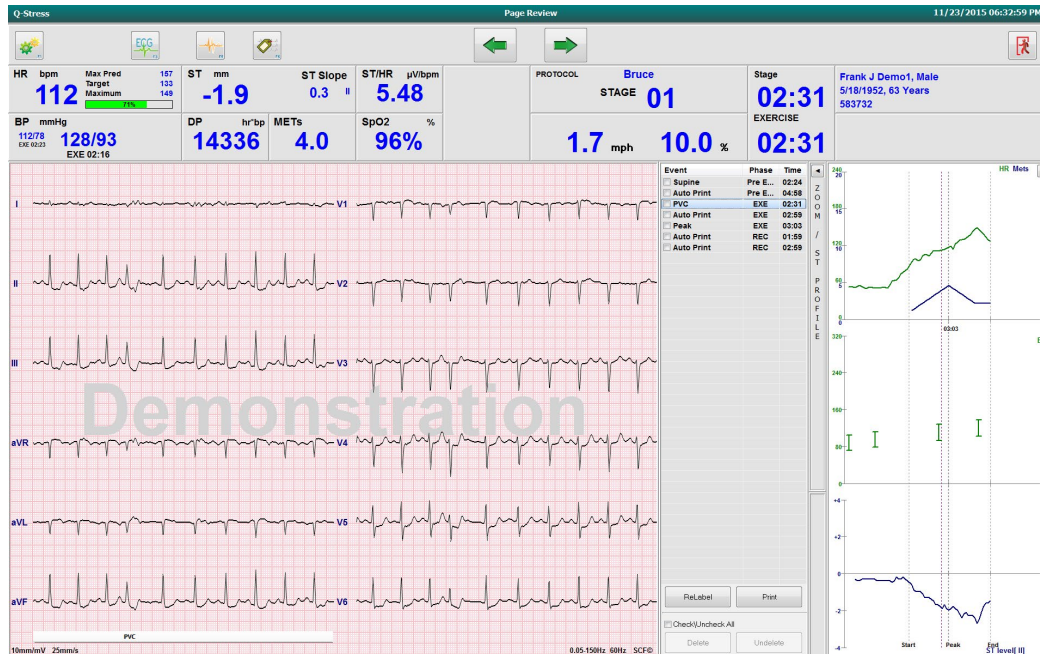 Q-Stress Page Review 11/23/2015 06:32:59 PM
ECG
HR bpm Max Pred 157
Target 133
Maximum 149
112
71%
ST mm ST Slope
-1.9 0.3 II
ST/HR µV/bpm
5.48
PROTOCOL Bruce
STAGE 01
Stage
02:31
Frank J Demo1, Male
5/18/1952, 63 Years
583732
BP mmHg
112/78
EXE 02:23
128/93
EXE 02:16
DP hr*bp
14336
METs
4.0
SpO2 %
96%
1.7 mph 10.0 %
EXERCISE
02:31
Event Phase Time
Supine Pre E... 02:24
Auto Print Pre E... 04:58
PVC EXE 02:31
Auto Print EXE 02:59
Peak EXE 03:03
Auto Print REC 01:59
Auto Print REC 02:59
ZOOM / ST PROFILE
I V1
II V2
III V3
aVR V4
aVL V5
aVF V6
Demonstration
PVC
10mm/mV 25mm/s 0.05-150Hz 60Hz SCF©
ReLabel Print
Check\Uncheck All
Delete Undelete
HR Mets
240
20
180
15
120
10
60
5
0
0
03:03
320
240
160
80
0
+4
+2
0
-2
-4
Start Peak End
ST level[ II]